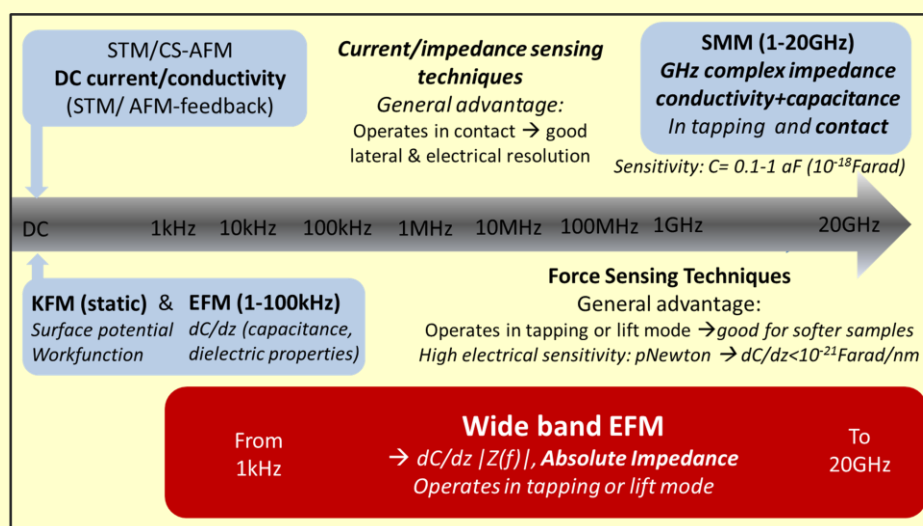 STM/CS-AFM
DC current/conductivity
(STM/ AFM-feedback)
Current/impedance sensing
techniques
General advantage:
Operates in contact → good
lateral & electrical resolution
SMM (1-20GHz)
GHz complex impedance
conductivity+capacitance
In tapping and contact
Sensitivity: C= 0.1-1 aF (10⁻¹⁸Farad)
DC 1kHz 10kHz 100kHz 1MHz 10MHz 100MHz 1GHz 20GHz
KFM (static) & EFM (1-100kHz)
Surface potential dC/dz (capacitance,
Workfunction dielectric properties)
Force Sensing Techniques
General advantage:
Operates in tapping or lift mode →good for softer samples
High electrical sensitivity: pNewton → dC/dz<10⁻²¹Farad/nm
From
1kHz
Wide band EFM
→ dC/dz |Z(f)|, Absolute Impedance
Operates in tapping or lift mode
To
20GHz